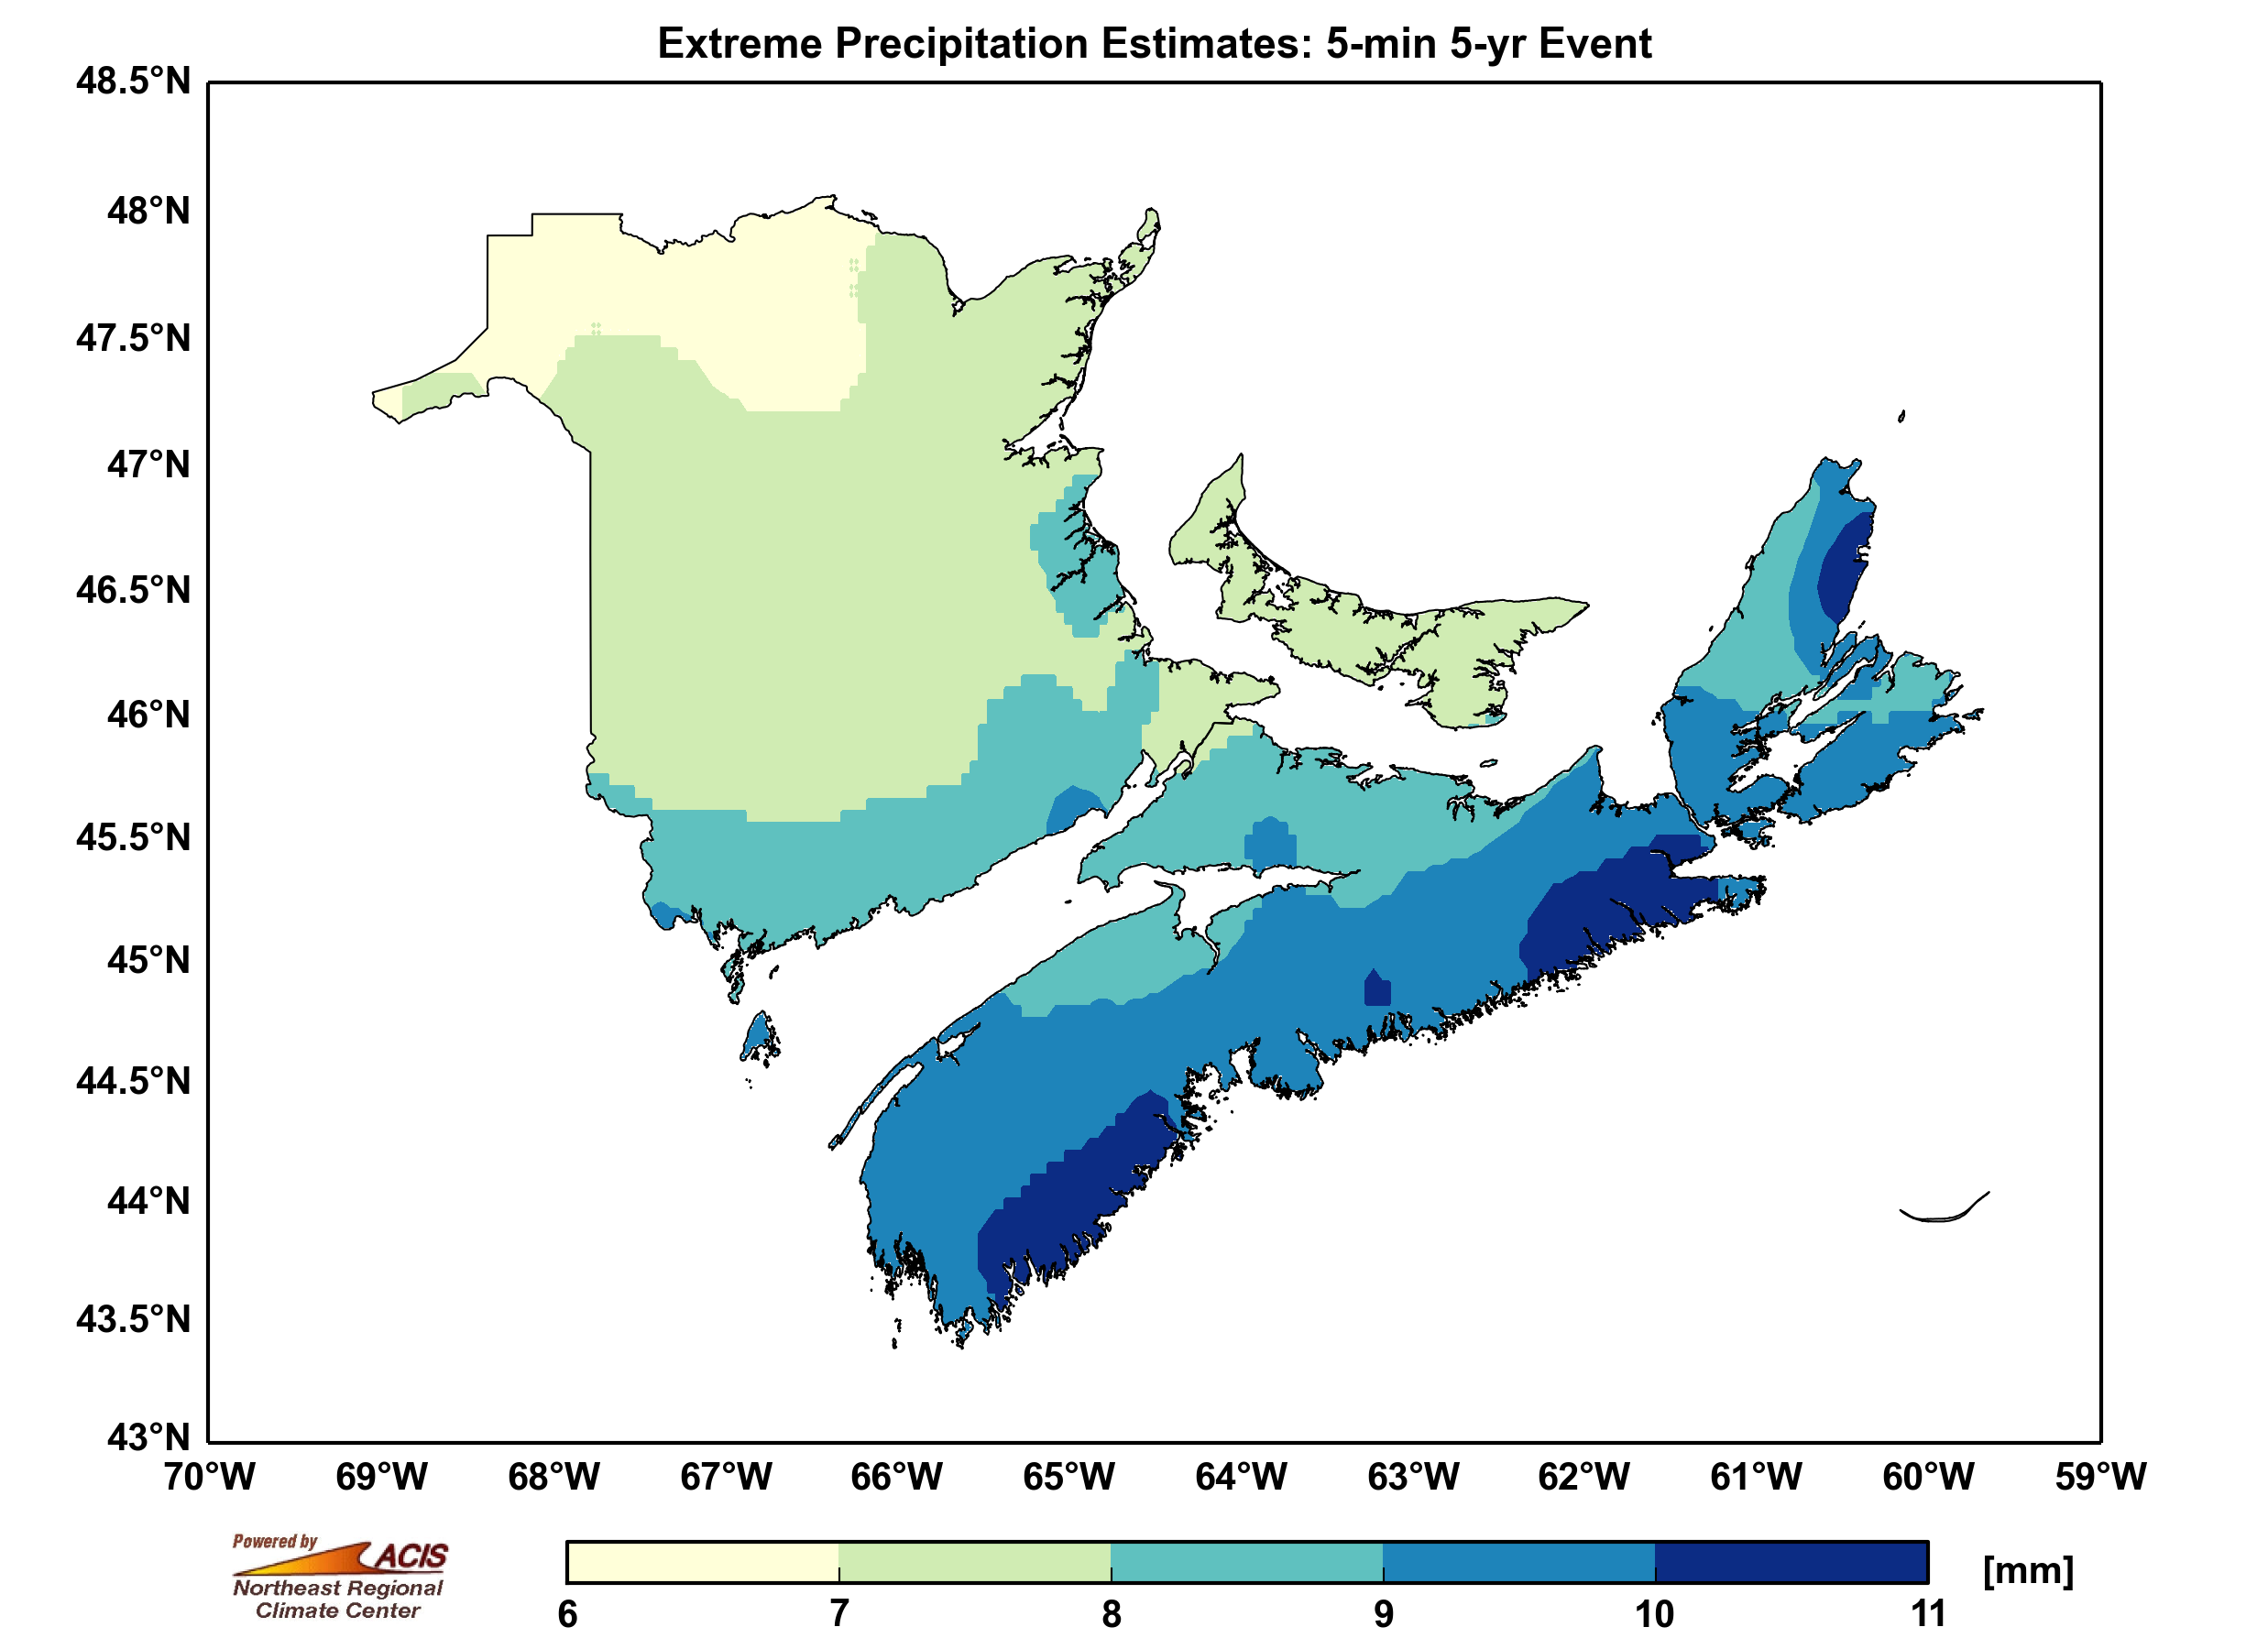 Extreme Precipitation Estimates: 5-min 5-yr Event
48.5°N
48°N
47.5°N
47°N
46.5°N
46°N
45.5°N
45°N
44.5°N
44°N
43.5°N
43°N
70°W 69°W 68°W 67°W 66°W 65°W 64°W 63°W 62°W 61°W 60°W 59°W
Powered by
ACIS
Northeast Regional
Climate Center
[mm]
6 7 8 9 10 11